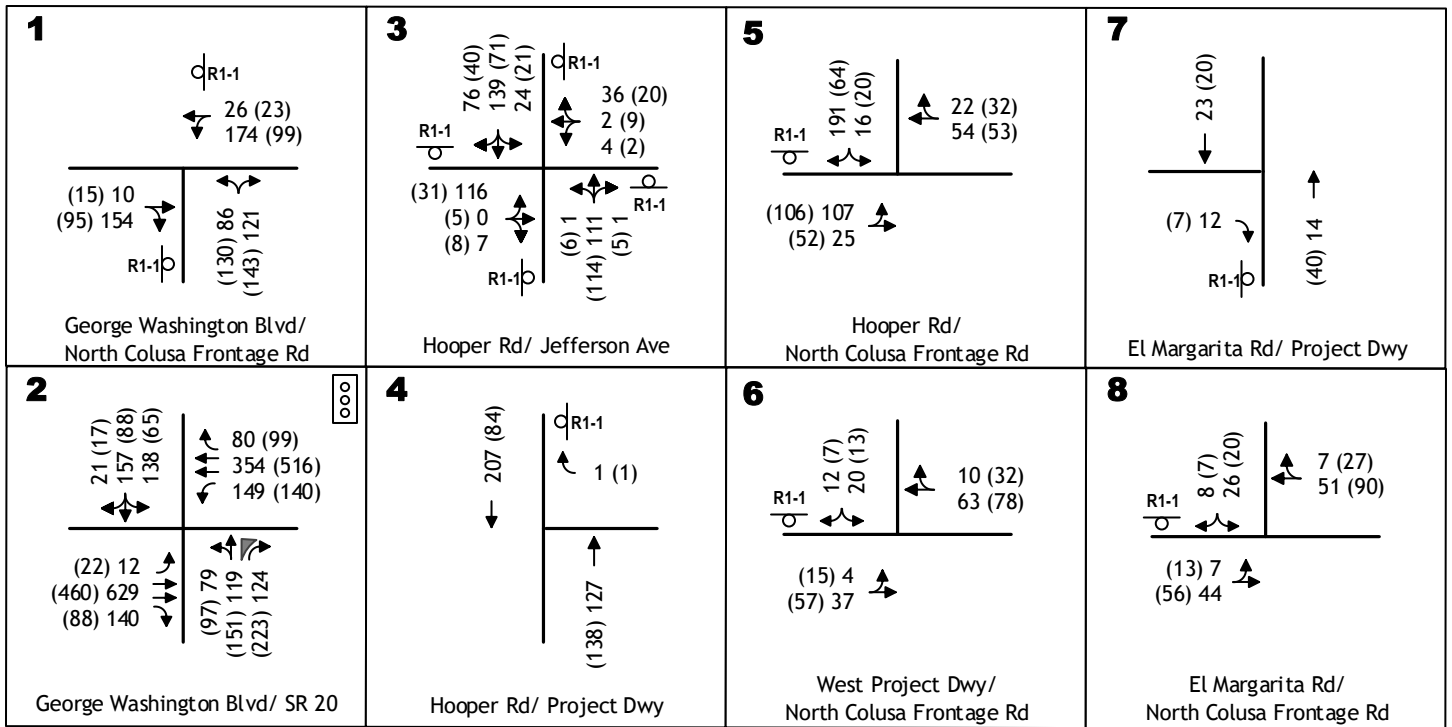 1
R1-1
26 (23)
174 (99)
(15) 10
(95) 154
(130) 86
(143) 121
R1-1
George Washington Blvd/
North Colusa Frontage Rd
3
76 (40)
139 (71)
24 (21)
R1-1
36 (20)
2 (9)
4 (2)
R1-1
(31) 116
(5) 0
(8) 7
(6) 1
(114) 111
(5) 1
R1-1
R1-1
Hooper Rd/ Jefferson Ave
5
191 (64)
16 (20)
22 (32)
54 (53)
R1-1
(106) 107
(52) 25
Hooper Rd/
North Colusa Frontage Rd
7
23 (20)
(7) 12
(40) 14
R1-1
El Margarita Rd/ Project Dwy
2
21 (17)
157 (88)
138 (65)
80 (99)
354 (516)
149 (140)
(22) 12
(460) 629
(88) 140
(97) 79
(151) 119
(223) 124
George Washington Blvd/ SR 20
4
207 (84)
R1-1
1 (1)
(138) 127
Hooper Rd/ Project Dwy
6
12 (7)
20 (13)
10 (32)
63 (78)
R1-1
(15) 4
(57) 37
West Project Dwy/
North Colusa Frontage Rd
8
8 (7)
26 (20)
7 (27)
51 (90)
R1-1
(13) 7
(56) 44
El Margarita Rd/
North Colusa Frontage Rd